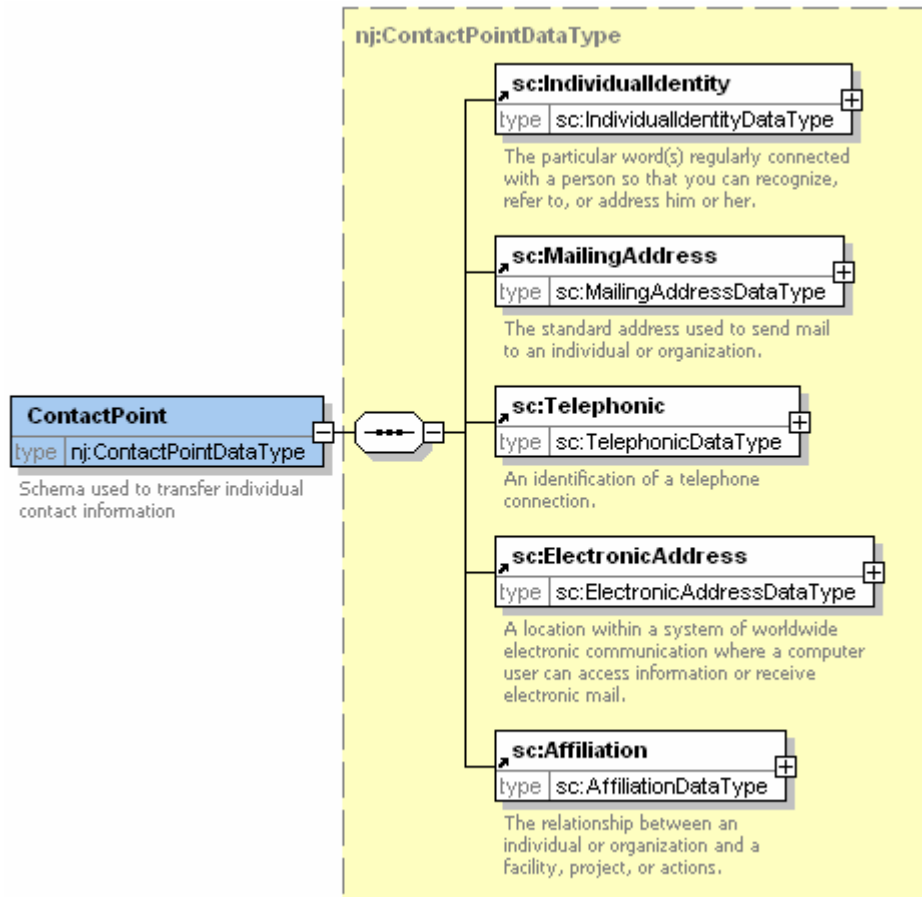 nj:ContactPointDataType
sc:IndividualIdentity
type sc:IndividualIdentityDataType
The particular word(s) regularly connected
with a person so that you can recognize,
refer to, or address him or her.
sc:MailingAddress
type sc:MailingAddressDataType
The standard address used to send mail
to an individual or organization.
ContactPoint
type nj:ContactPointDataType
Schema used to transfer individual
contact information
sc:Telephonic
type sc:TelephonicDataType
An identification of a telephone
connection.
sc:ElectronicAddress
type sc:ElectronicAddressDataType
A location within a system of worldwide
electronic communication where a computer
user can access information or receive
electronic mail.
sc:Affiliation
type sc:AffiliationDataType
The relationship between an
individual or organization and a
facility, project, or actions.